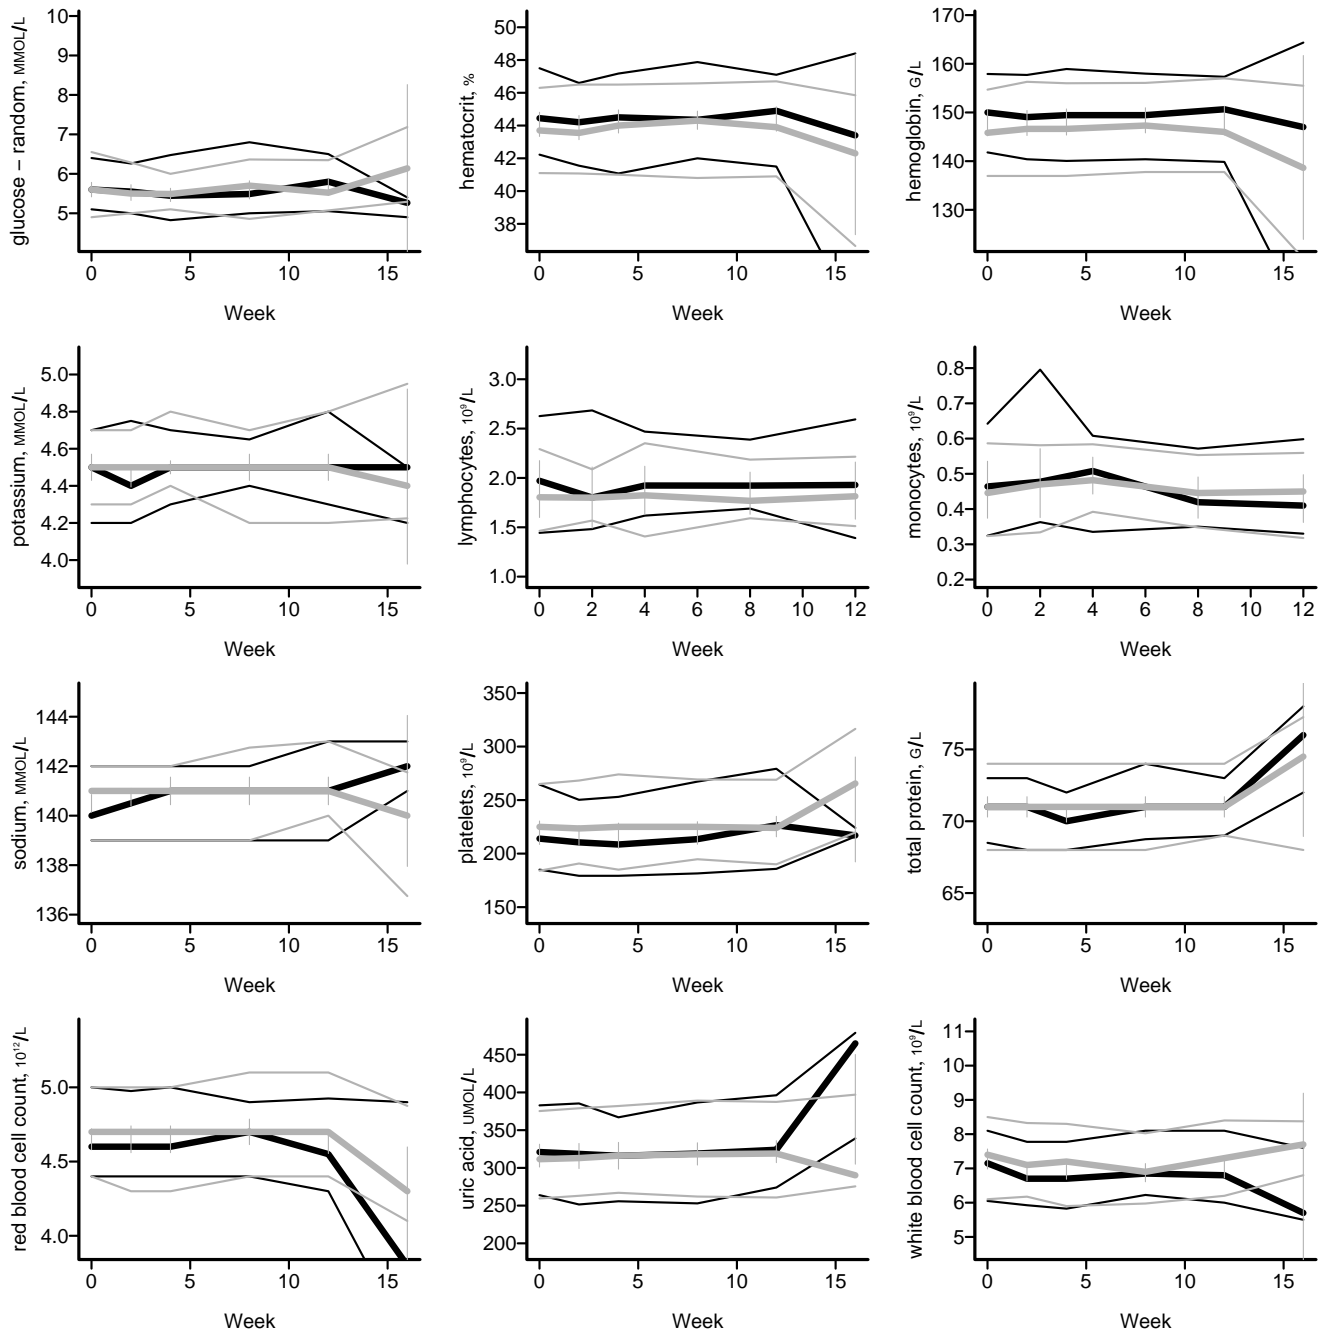 glucose − random, MMOL/L
10
9
8
7
6
5
0 5 10 15
Week
hematocrit, %
50
48
46
44
42
40
38
0 5 10 15
Week
hemoglobin, G/L
170
160
150
140
130
0 5 10 15
Week
potassium, MMOL/L
5.0
4.8
4.6
4.4
4.2
4.0
0 5 10 15
Week
lymphocytes, 10⁹/L
3.0
2.5
2.0
1.5
1.0
0 2 4 6 8 10 12
Week
monocytes, 10⁹/L
0.8
0.7
0.6
0.5
0.4
0.3
0.2
0 2 4 6 8 10 12
Week
sodium, MMOL/L
144
142
140
138
136
0 5 10 15
Week
platelets, 10⁹/L
350
300
250
200
150
0 5 10 15
Week
total protein, G/L
75
70
65
0 5 10 15
Week
red blood cell count, 10¹²/L
5.0
4.5
4.0
0 5 10 15
Week
uric acid, UMOL/L
450
400
350
300
250
200
0 5 10 15
Week
white blood cell count, 10⁹/L
11
10
9
8
7
6
5
0 5 10 15
Week